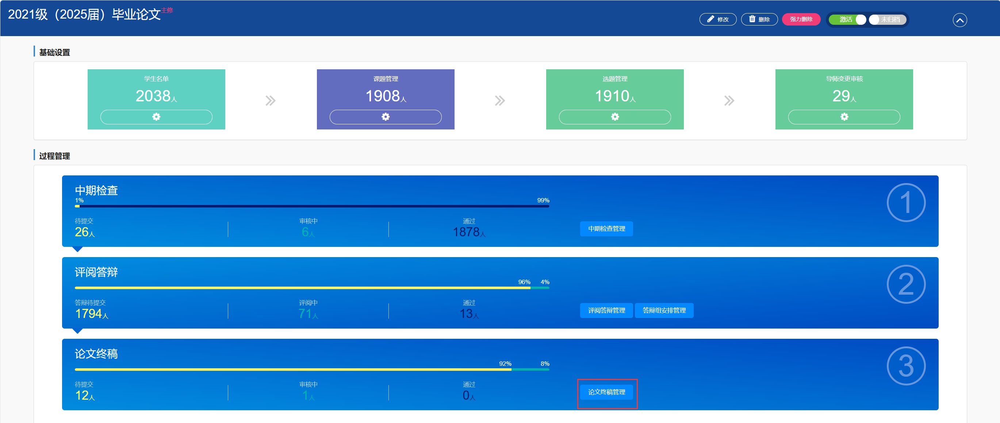 2021级（2025届）毕业论文主修
修改
删除
强力删除
激活
未归档
基础设置
学生名单
2038人
课题管理
1908人
选题管理
1910人
导师变更审核
29人
过程管理
中期检查
1%
99%
待提交
26人
审核中
6人
通过
1878人
中期检查管理
1
评阅答辩
96%
4%
答辩待提交
1794人
评阅中
71人
通过
13人
评阅答辩管理
答辩组安排管理
2
论文终稿
92%
8%
待提交
12人
审核中
1人
通过
0人
论文终稿管理
3